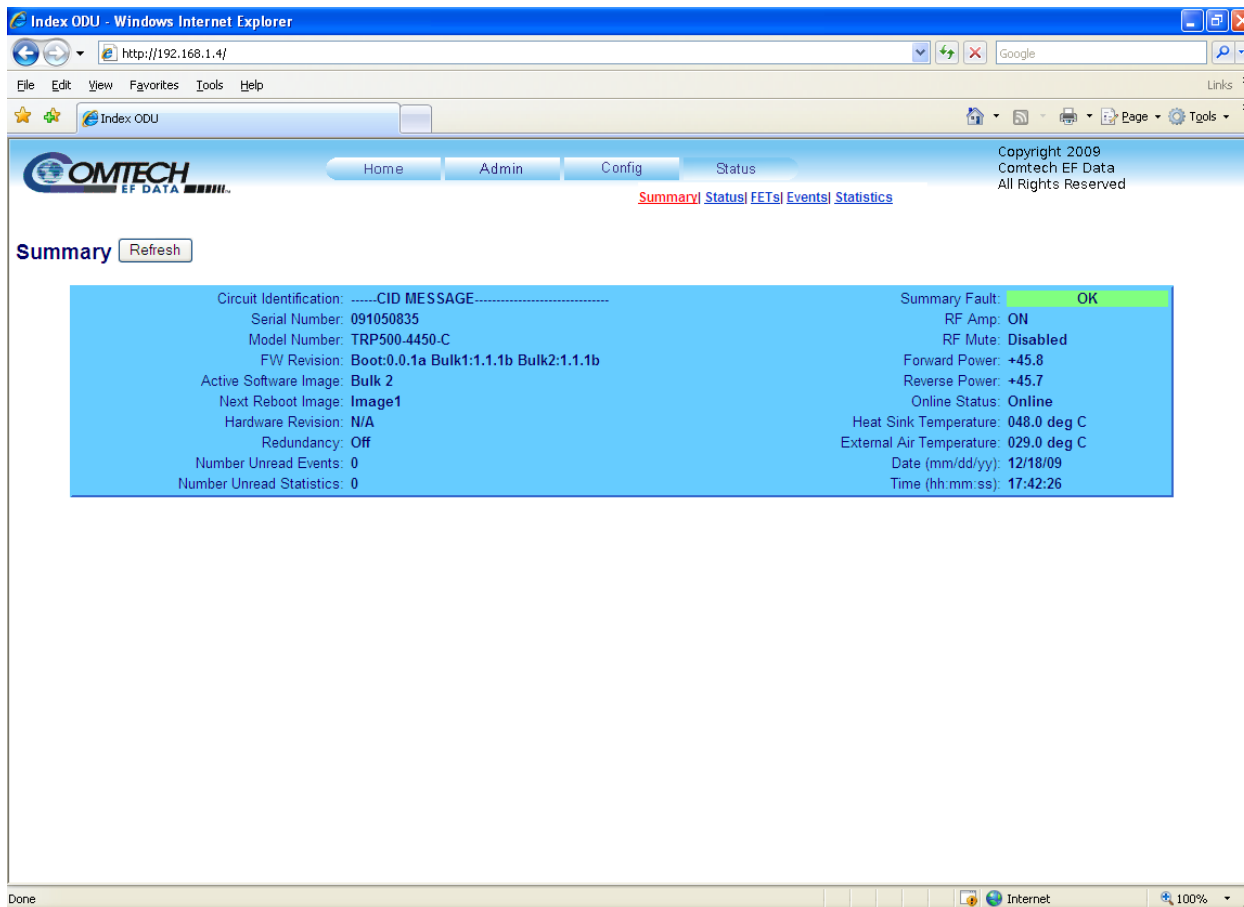 Index ODU - Windows Internet Explorer
http://192.168.1.4/
Google
File Edit View Favorites Tools Help
Links
Index ODU
Page Tools
COMTECH
EF DATA
Home Admin Config Status
Copyright 2009
Comtech EF Data
All Rights Reserved
Summary| Status| FETs| Events| Statistics
Summary Refresh
Circuit Identification: ------CID MESSAGE-------------------------------
Serial Number: 091050835
Model Number: TRP500-4450-C
FW Revision: Boot:0.0.1a Bulk1:1.1.1b Bulk2:1.1.1b
Active Software Image: Bulk 2
Next Reboot Image: Image1
Hardware Revision: N/A
Redundancy: Off
Number Unread Events: 0
Number Unread Statistics: 0
Summary Fault: OK
RF Amp: ON
RF Mute: Disabled
Forward Power: +45.8
Reverse Power: +45.7
Online Status: Online
Heat Sink Temperature: 048.0 deg C
External Air Temperature: 029.0 deg C
Date (mm/dd/yy): 12/18/09
Time (hh:mm:ss): 17:42:26
Done
Internet
100%